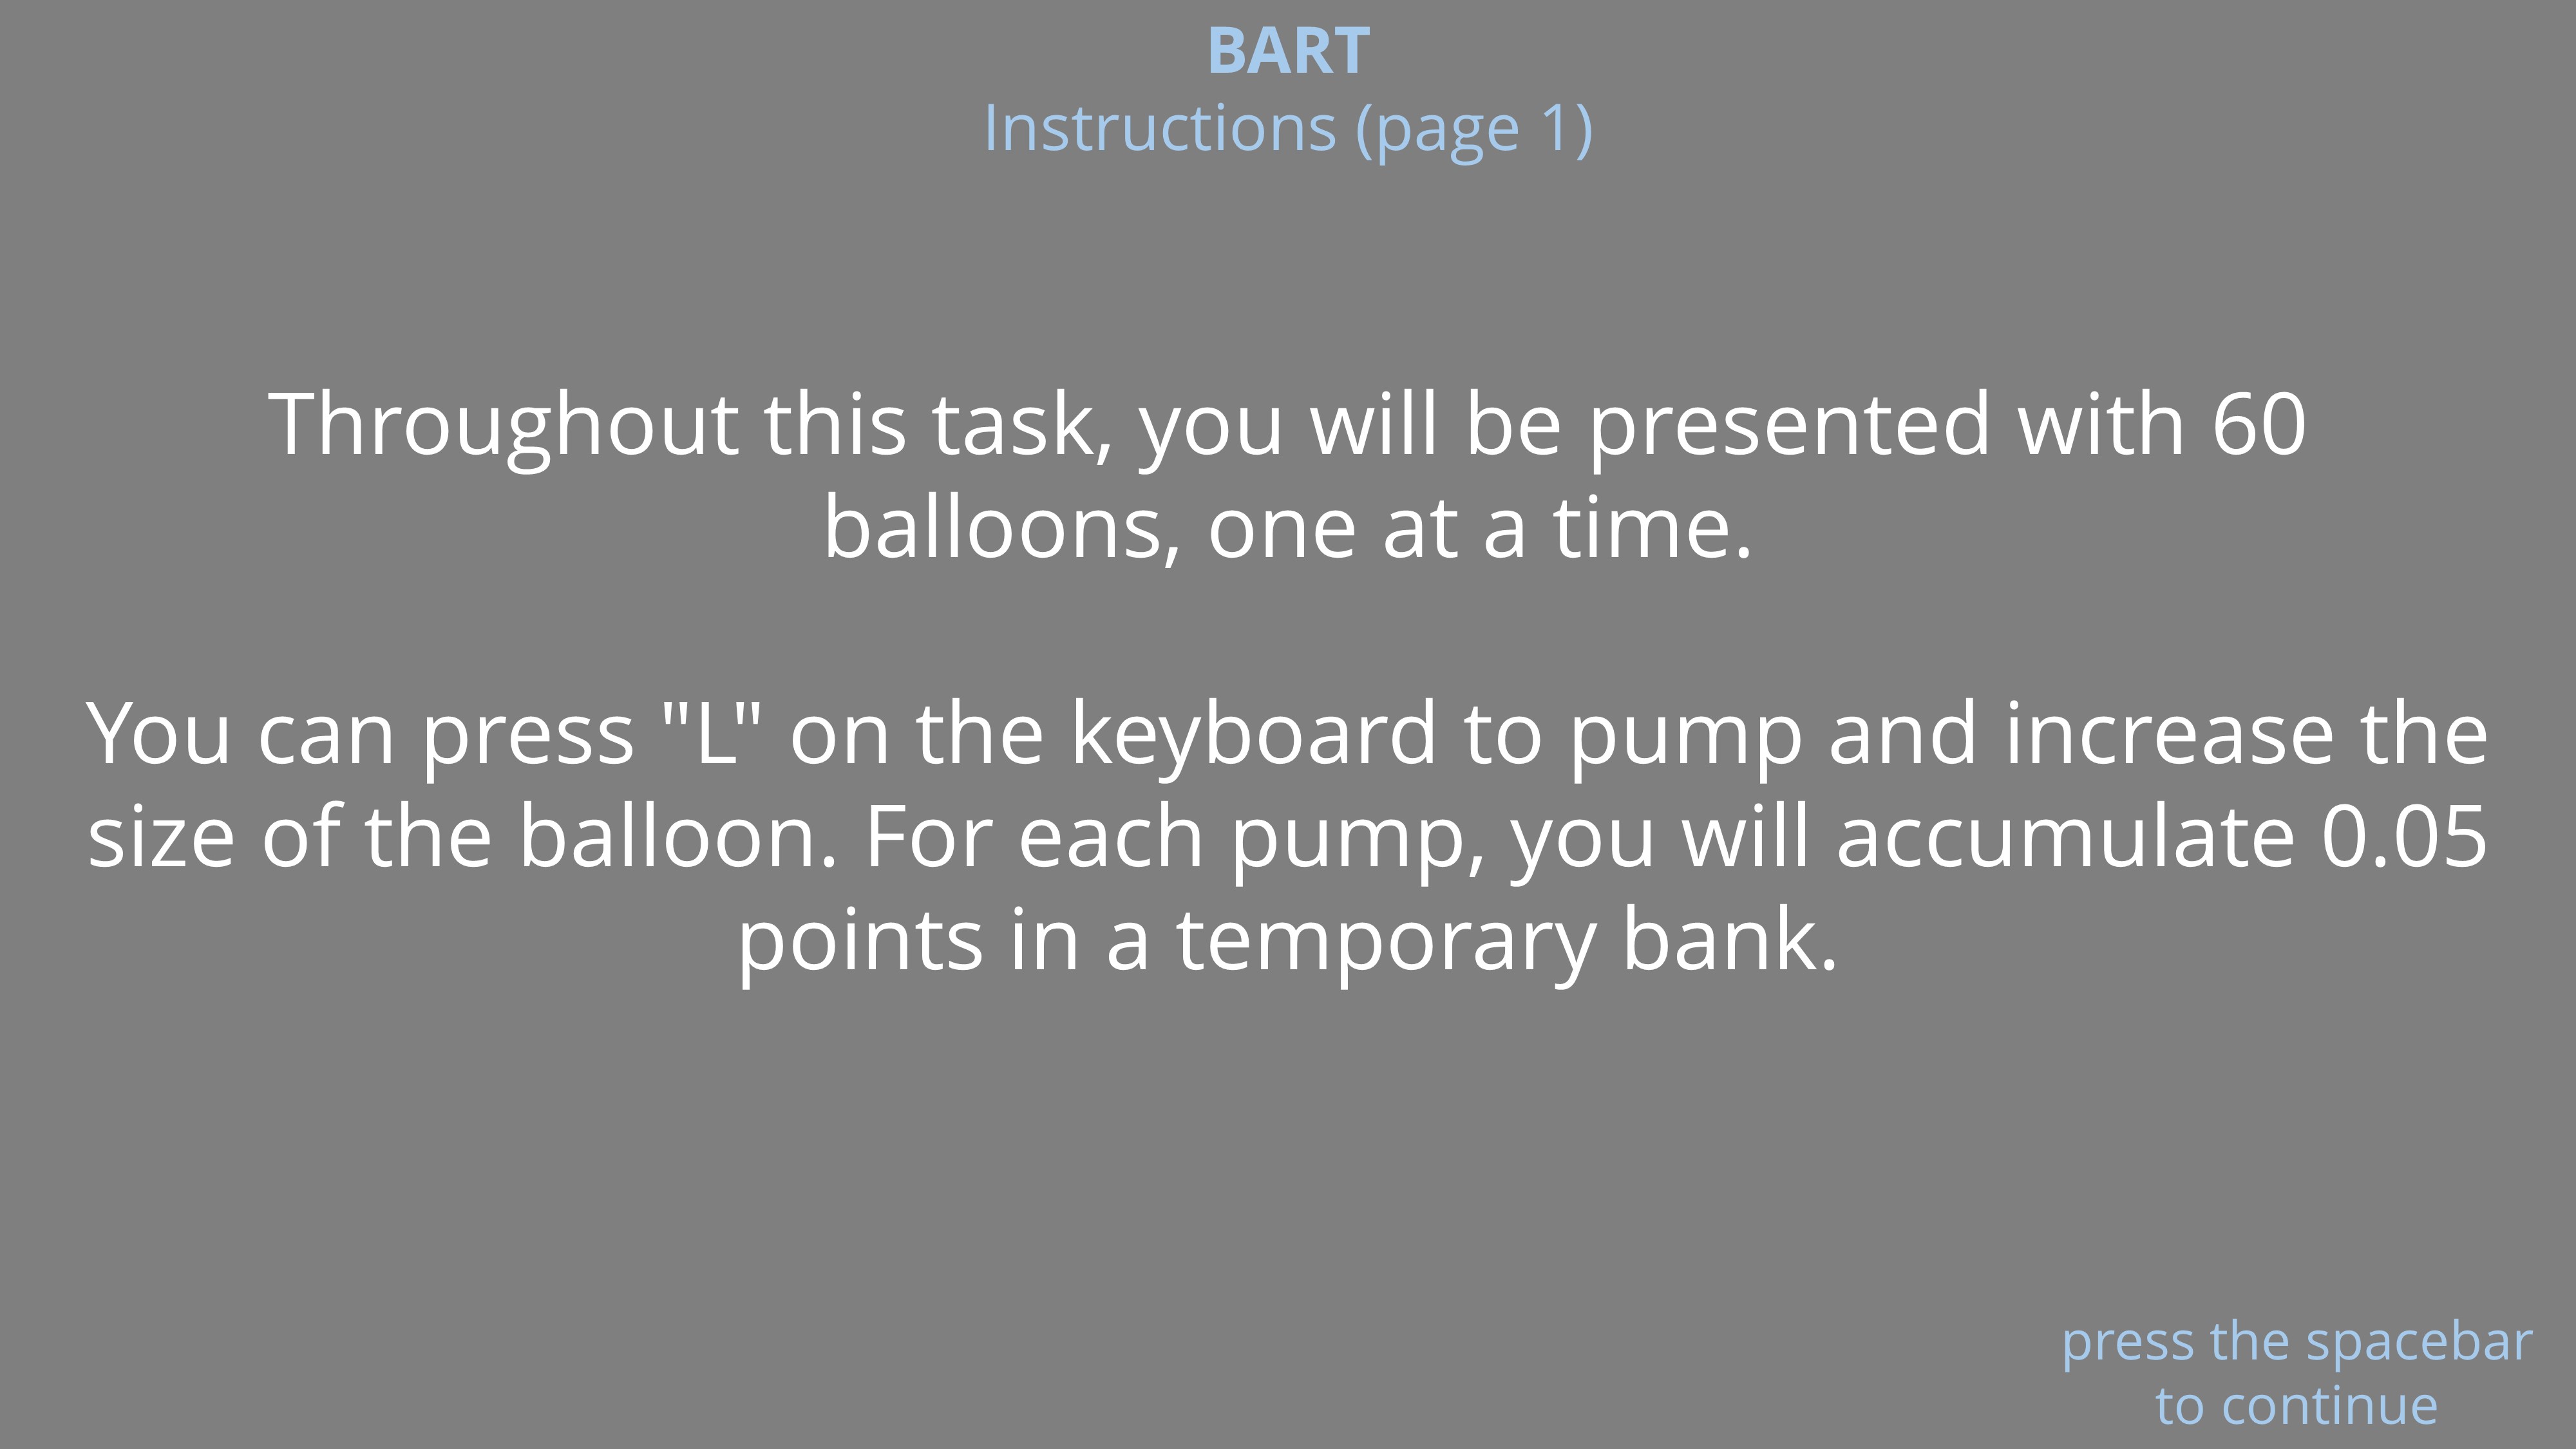 BART
Instructions (page 1)
Throughout this task, you will be presented with 60
balloons, one at a time.
You can press "L" on the keyboard to pump and increase the
size of the balloon. For each pump, you will accumulate 0.05
points in a temporary bank.
press the spacebar
to continue